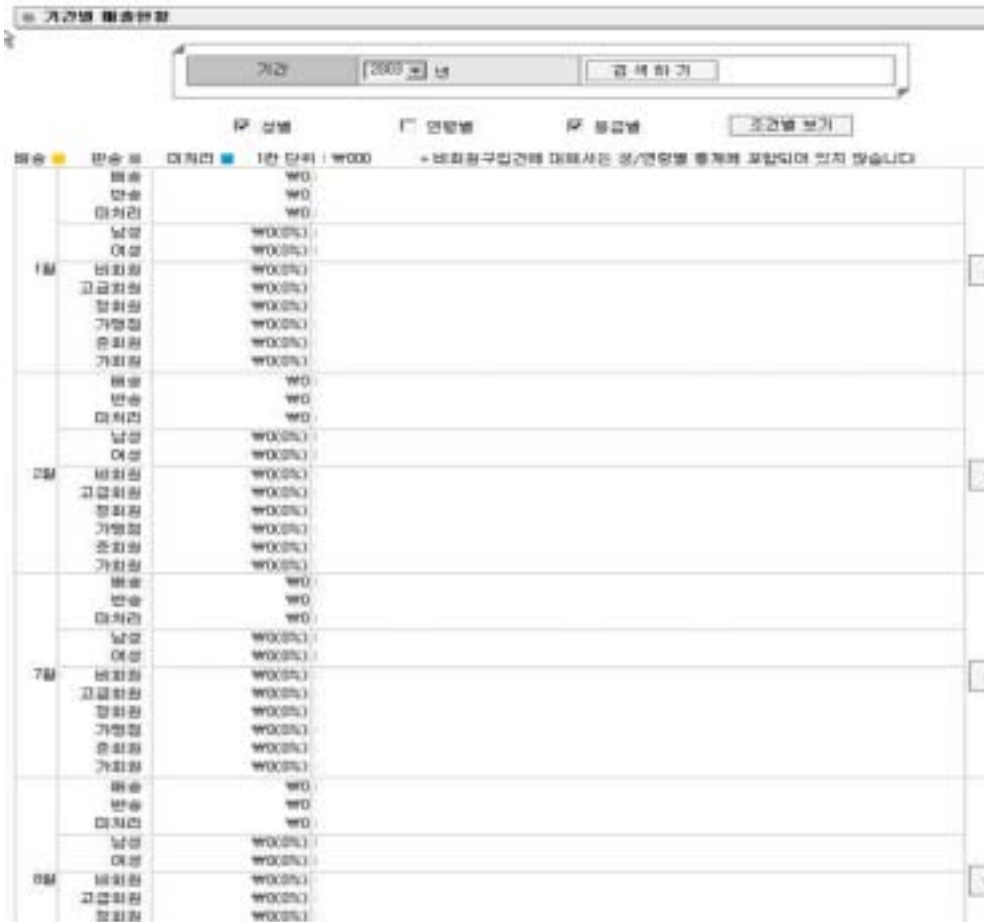 기간별 매출현황
기간 2003 년 검색하기
성별 연령별 등급별 조건별 보기
배송 반송 미처리 1칸 단위 : ₩000 * 비회원구입건에 대해서는 성/연령별 통계에 포함되어 있지 않습니다
배송 ₩0
반송 ₩0
미처리 ₩0
남성 ₩0(0%)
여성 ₩0(0%)
1월 비회원 ₩0(0%)
고급회원 ₩0(0%)
정회원 ₩0(0%)
가맹점 ₩0(0%)
준회원 ₩0(0%)
가회원 ₩0(0%)
배송 ₩0
반송 ₩0
미처리 ₩0
남성 ₩0(0%)
여성 ₩0(0%)
2월 비회원 ₩0(0%)
고급회원 ₩0(0%)
정회원 ₩0(0%)
가맹점 ₩0(0%)
준회원 ₩0(0%)
가회원 ₩0(0%)
배송 ₩0
반송 ₩0
미처리 ₩0
남성 ₩0(0%)
여성 ₩0(0%)
7월 비회원 ₩0(0%)
고급회원 ₩0(0%)
정회원 ₩0(0%)
가맹점 ₩0(0%)
준회원 ₩0(0%)
가회원 ₩0(0%)
배송 ₩0
반송 ₩0
미처리 ₩0
남성 ₩0(0%)
여성 ₩0(0%)
비회원 ₩0(0%)
고급회원 ₩0(0%)
정회원 ₩0(0%)